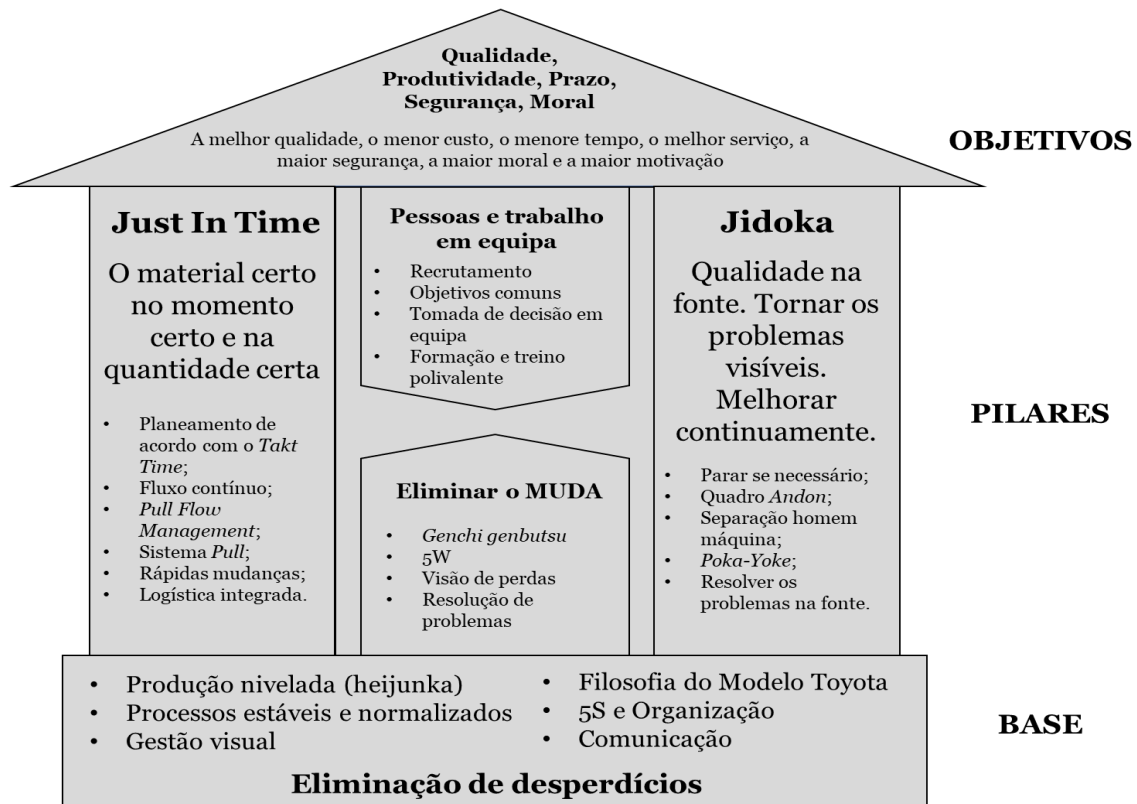 Qualidade,
Produtividade, Prazo,
Segurança, Moral
A melhor qualidade, o menor custo, o menore tempo, o melhor serviço, a
maior segurança, a maior moral e a maior motivação
OBJETIVOS
Just In Time
O material certo
no momento
certo e na
quantidade certa
• Planeamento de
acordo com o Takt
Time;
• Fluxo contínuo;
• Pull Flow
Management;
• Sistema Pull;
• Rápidas mudanças;
• Logística integrada.
Pessoas e trabalho
em equipa
• Recrutamento
• Objetivos comuns
• Tomada de decisão em
equipa
• Formação e treino
polivalente
Eliminar o MUDA
• Genchi genbutsu
• 5W
• Visão de perdas
• Resolução de
problemas
Jidoka
Qualidade na
fonte. Tornar os
problemas
visíveis.
Melhorar
continuamente.
• Parar se necessário;
• Quadro Andon;
• Separação homem
máquina;
• Poka-Yoke;
• Resolver os
problemas na fonte.
PILARES
• Produção nivelada (heijunka)
• Processos estáveis e normalizados
• Gestão visual
• Filosofia do Modelo Toyota
• 5S e Organização
• Comunicação
Eliminação de desperdícios
BASE